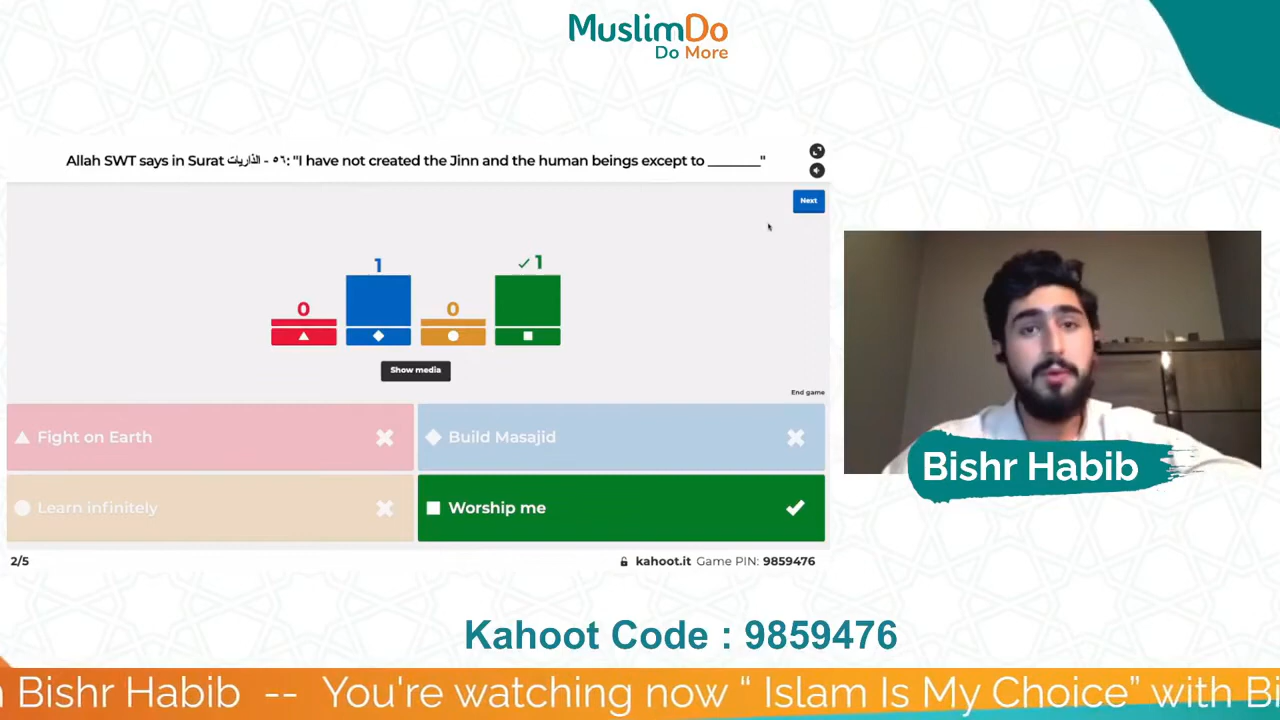 MuslimDo
Do More
Allah SWT says in Surat الذاريات - ٥٦: "I have not created the Jinn and the human beings except to _______"
Next
1
1
0
0
Show media
End game
Fight on Earth
Build Masajid
Learn infinitely
Worship me
2/5
kahoot.it Game PIN: 9859476
Bishr Habib
Kahoot Code : 9859476
Bishr Habib -- You're watching now “ Islam Is My Choice” with Bi